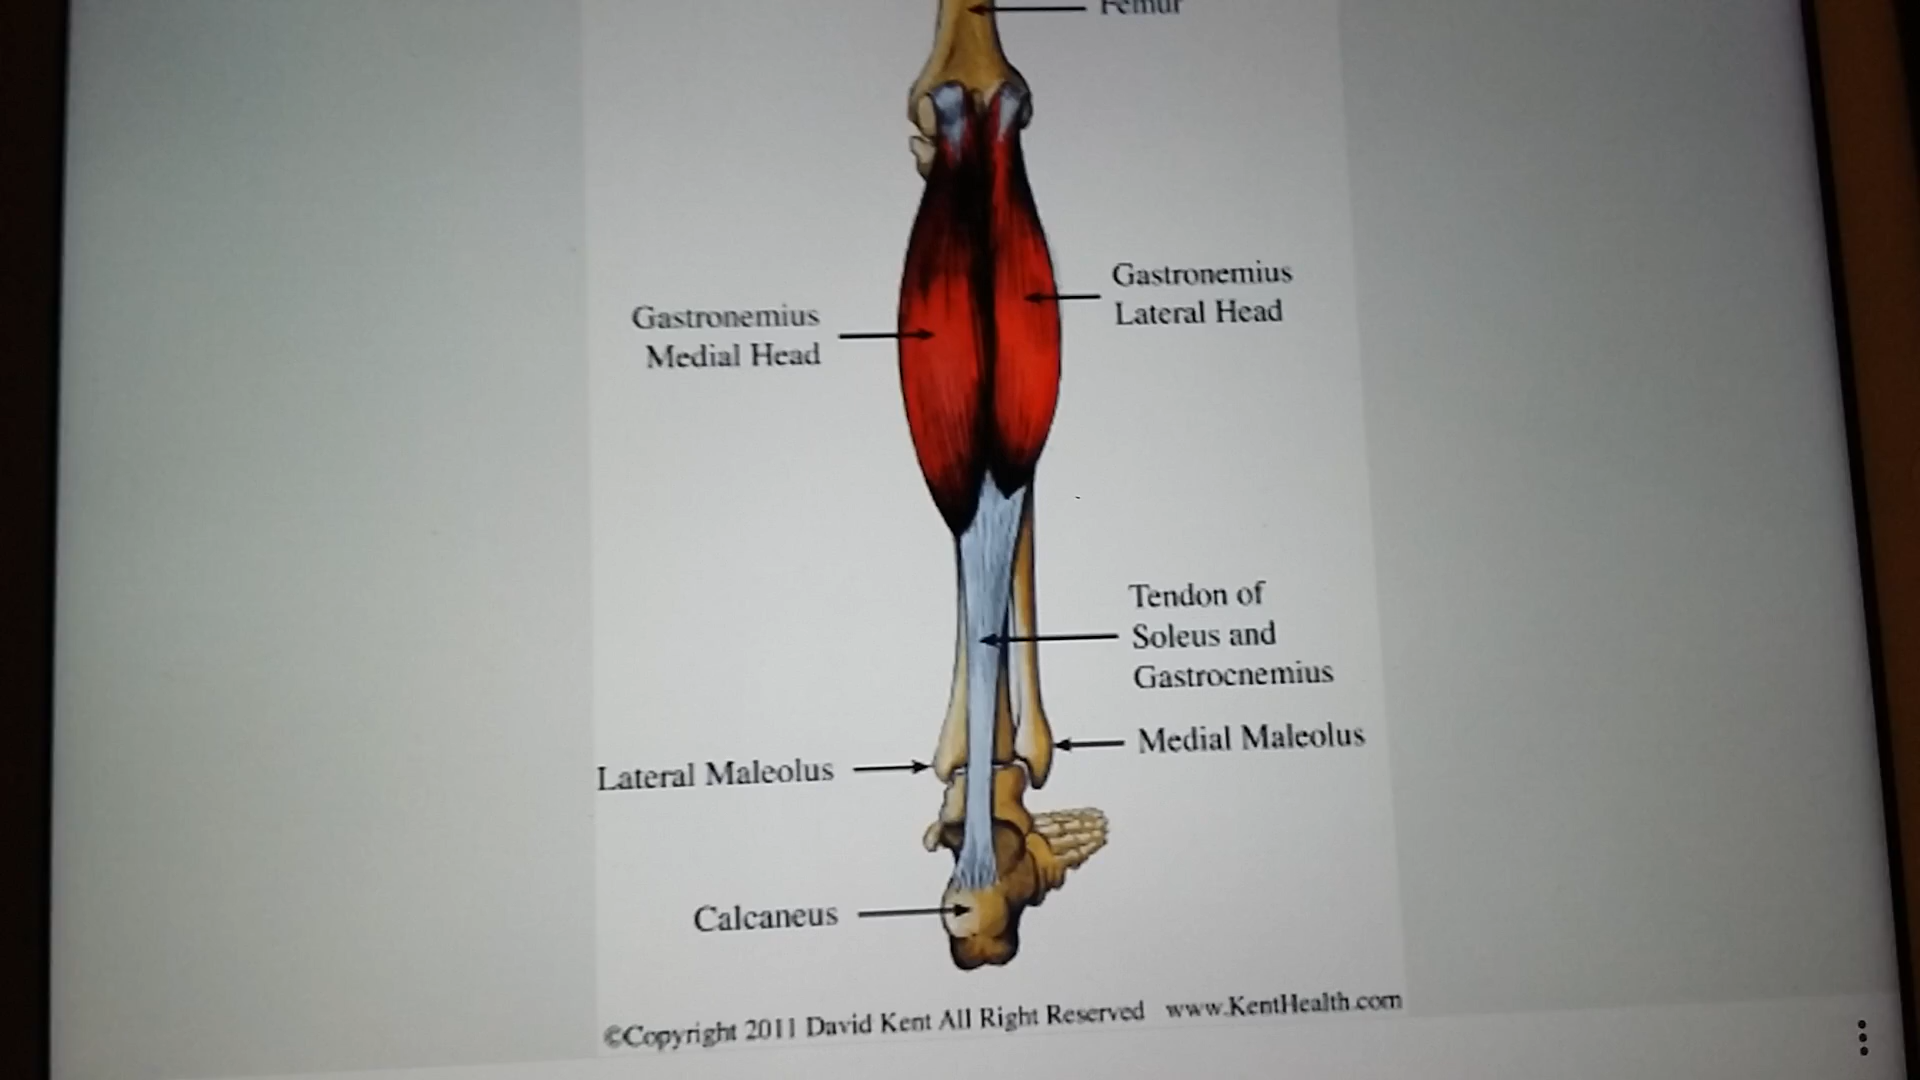 Femur
Gastronemius
Lateral Head
Gastronemius
Medial Head
Tendon of
Soleus and
Gastrocnemius
Medial Maleolus
Lateral Maleolus
Calcaneus
©Copyright 2011 David Kent All Right Reserved www.KentHealth.com